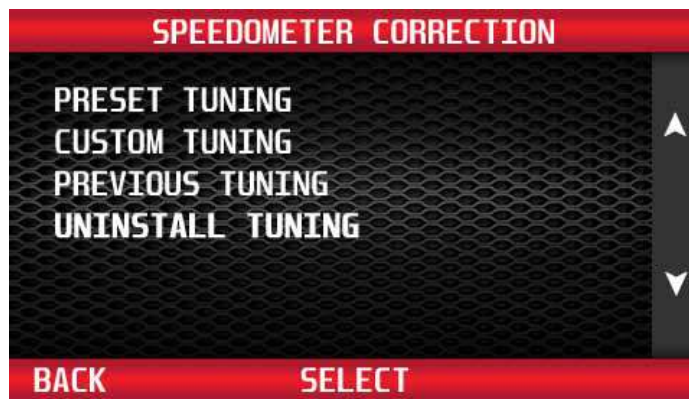 SPEEDOMETER CORRECTION
PRESET TUNING
CUSTOM TUNING
PREVIOUS TUNING
UNINSTALL TUNING
BACK SELECT